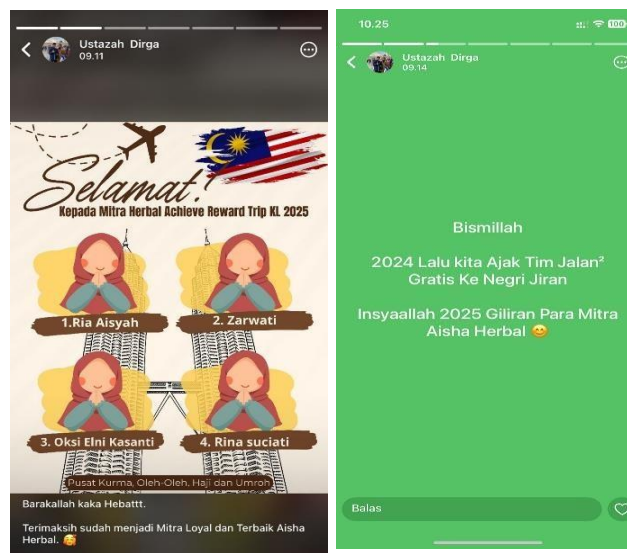 Ustazah Dirga
09.11
Selamat!
Kepada Mitra Herbal Achieve Reward Trip KL 2025
1.Ria Aisyah
2. Zarwati
3. Oksi Elni Kasanti
4. Rina suciati
Pusat Kurma, Oleh-Oleh, Haji dan Umroh
Barakallah kaka Hebattt.
Terimaksih sudah menjadi Mitra Loyal dan Terbaik Aisha
Herbal. 🥰
10.25
100
Ustazah Dirga
09.14
Bismillah
2024 Lalu kita Ajak Tim Jalan²
Gratis Ke Negri Jiran
Insyaallah 2025 Giliran Para Mitra
Aisha Herbal 😊
Balas